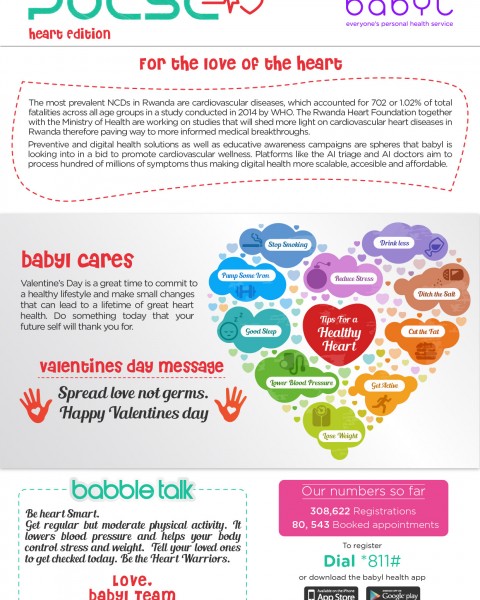 PULSE
babyl
heart edition
everyone's personal health service
for the love of the heart
The most prevalent NCDs in Rwanda are cardiovascular diseases, which accounted for 702 or 1.02% of total
fatalities across all age groups in a study conducted in 2014 by WHO. The Rwanda Heart Foundation together
with the Ministry of Health are working on studies that will shed more light on cardiovascular heart diseases in
Rwanda therefore paving way to more informed medical breakthroughs.
Preventive and digital health solutions as well as educative awareness campaigns are spheres that babyl is
looking into in a bid to promote cardiovascular wellness. Platforms like the AI triage and AI doctors aim to
process hundred of millions of symptoms thus making digital health more scalable, accesible and affordable.
babyl cares
Valentine's Day is a great time to commit to
a healthy lifestyle and make small changes
that can lead to a lifetime of great heart
health. Do something today that your
future self will thank you for.
valentines day message
Spread love not germs.
Happy Valentines day
Stop Smoking
Drink less
Pump Some Iron
Reduce Stress
Ditch the Salt
Good Sleep
Tips For a
Healthy
Heart
Cut the Fat
Lower Blood Pressure
Get Active
Lose Weight
babble talk
Be heart Smart.
Get regular but moderate physical activity. It
lowers blood pressure and helps your body
control stress and weight. Tell your loved ones
to get checked today. Be the Heart Warriors.
Love,
babyl Team
Our numbers so far
308,622 Registrations
80, 543 Booked appointments
To register
Dial *811#
or download the babyl health app
Available on the iPhone
App Store
Google play